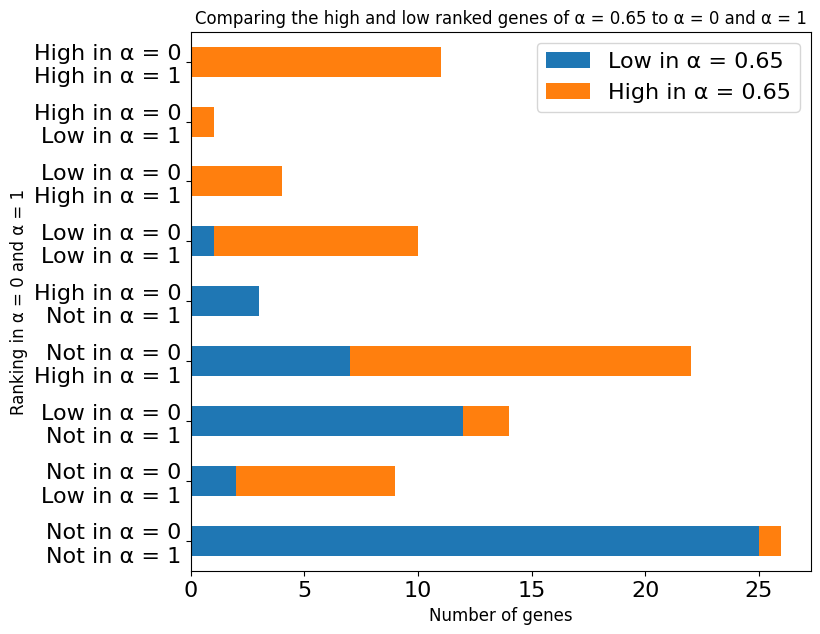 Comparing the high and low ranked genes of α = 0.65 to α = 0 and α = 1
Low in α = 0.65
High in α = 0.65
High in α = 0
High in α = 1
High in α = 0
Low in α = 1
Low in α = 0
High in α = 1
Low in α = 0
Low in α = 1
High in α = 0
Not in α = 1
Not in α = 0
High in α = 1
Low in α = 0
Not in α = 1
Not in α = 0
Low in α = 1
Not in α = 0
Not in α = 1
Ranking in α = 0 and α = 1
0 5 10 15 20 25
Number of genes